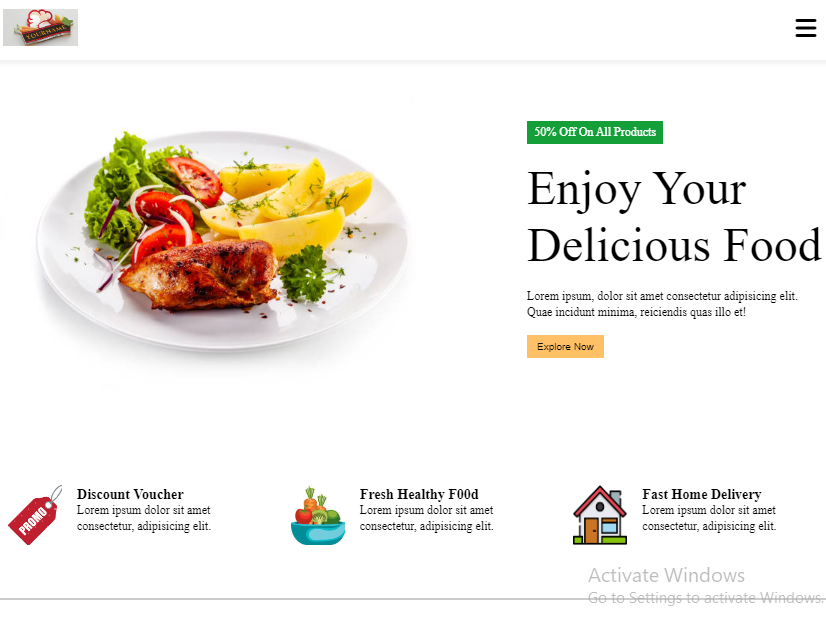 YOURNAME
50% Off On All Products
Enjoy Your
Delicious Food
Lorem ipsum, dolor sit amet consectetur adipisicing elit.
Quae incidunt minima, reiciendis quas illo et!
Explore Now
PROMO
Discount Voucher
Lorem ipsum dolor sit amet
consectetur, adipisicing elit.
Fresh Healthy F00d
Lorem ipsum dolor sit amet
consectetur, adipisicing elit.
Fast Home Delivery
Lorem ipsum dolor sit amet
consectetur, adipisicing elit.
Activate Windows
Go to Settings to activate Windows.